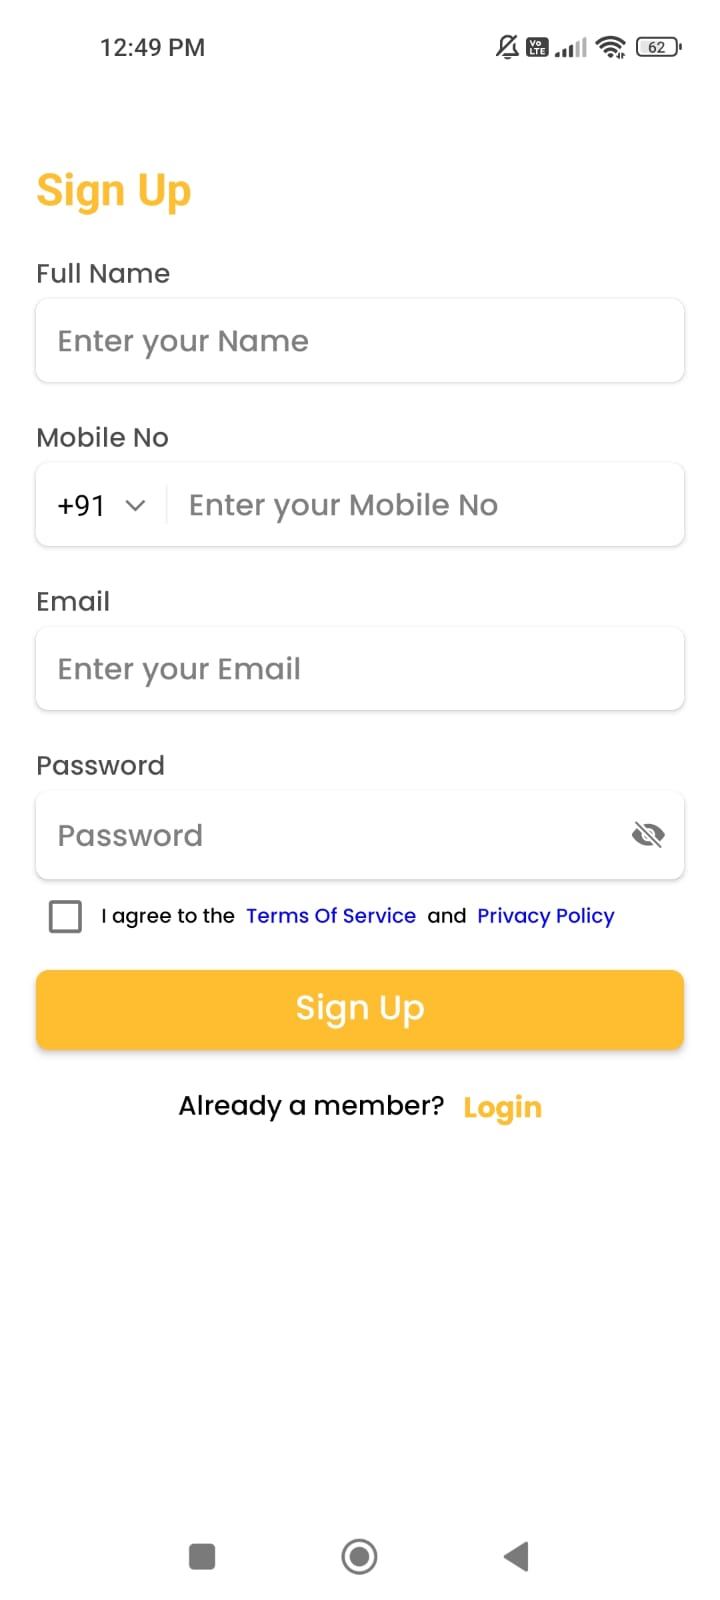 12:49 PM Vo LTE 62
Sign Up
Full Name
Enter your Name
Mobile No
+91 Enter your Mobile No
Email
Enter your Email
Password
Password
I agree to the Terms Of Service and Privacy Policy
Sign Up
Already a member? Login